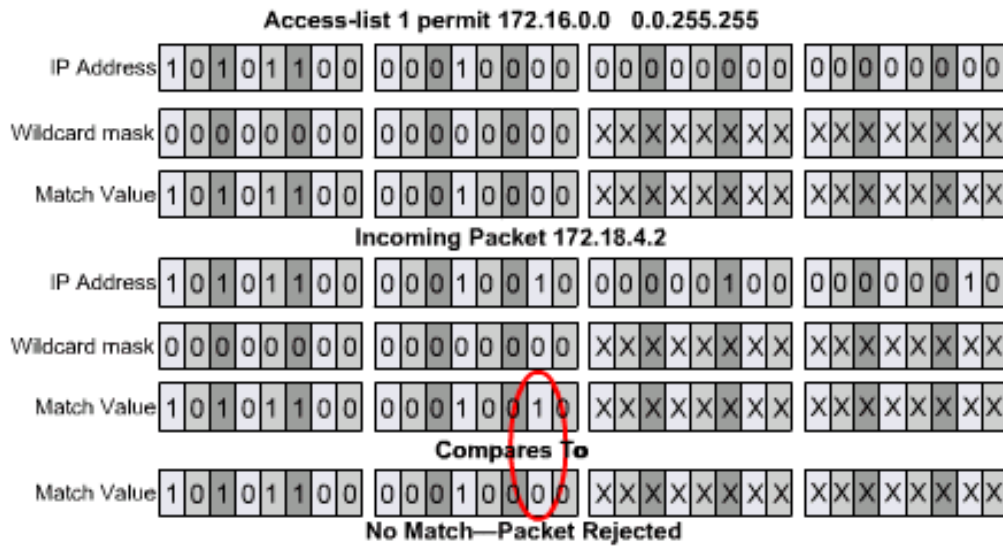 Access-list 1 permit 172.16.0.0 0.0.255.255
IP Address 1 0 1 0 1 1 0 0 0 0 0 1 0 0 0 0 0 0 0 0 0 0 0 0 0 0 0 0 0 0 0 0
Wildcard mask 0 0 0 0 0 0 0 0 0 0 0 0 0 0 0 0 X X X X X X X X X X X X X X X X
Match Value 1 0 1 0 1 1 0 0 0 0 0 1 0 0 0 0 X X X X X X X X X X X X X X X X
Incoming Packet 172.18.4.2
IP Address 1 0 1 0 1 1 0 0 0 0 0 1 0 0 1 0 0 0 0 0 0 1 0 0 0 0 0 0 0 0 1 0
Wildcard mask 0 0 0 0 0 0 0 0 0 0 0 0 0 0 0 0 X X X X X X X X X X X X X X X X
Match Value 1 0 1 0 1 1 0 0 0 0 0 1 0 0 1 0 X X X X X X X X X X X X X X X X
Compares To
Match Value 1 0 1 0 1 1 0 0 0 0 0 1 0 0 0 0 X X X X X X X X X X X X X X X X
No Match—Packet Rejected